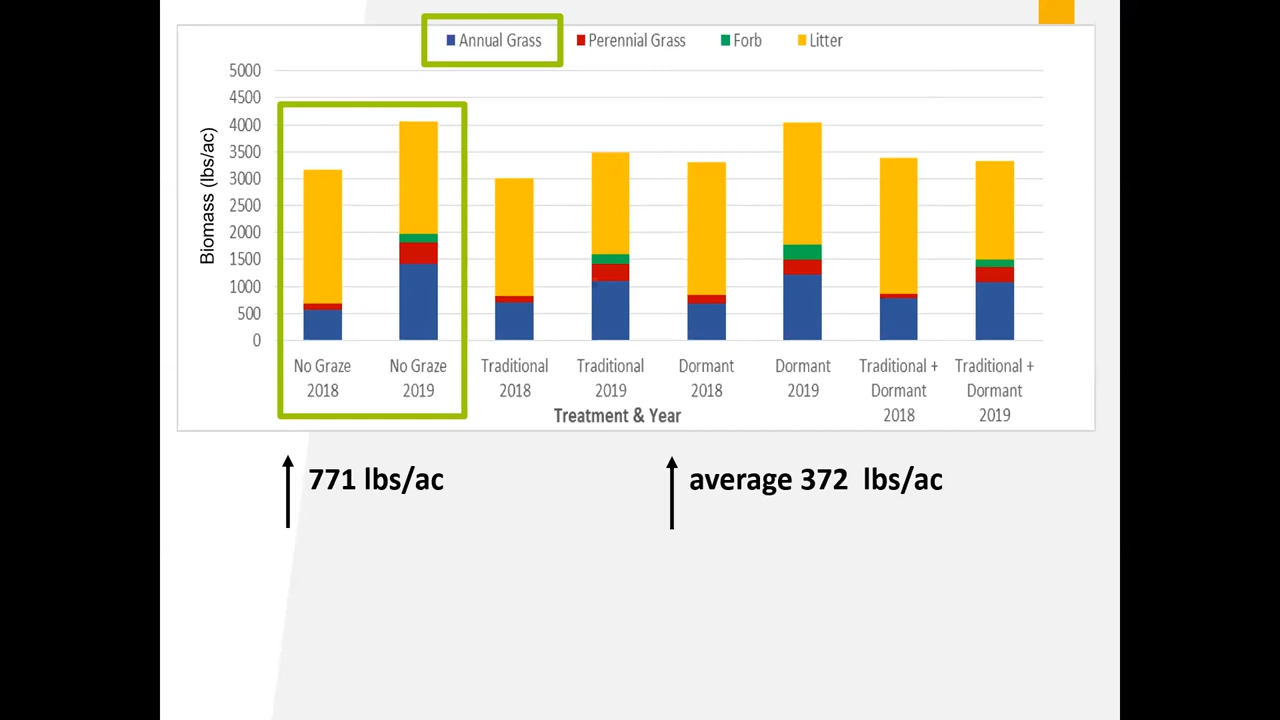 Annual Grass Perennial Grass Forb Litter
5000
4500
4000
3500
3000
2500
2000
1500
1000
500
0
Biomass (lbs/ac)
No Graze 2018
No Graze 2019
Traditional 2018
Traditional 2019
Dormant 2018
Dormant 2019
Traditional + Dormant 2018
Traditional + Dormant 2019
Treatment & Year
771 lbs/ac
average 372 lbs/ac